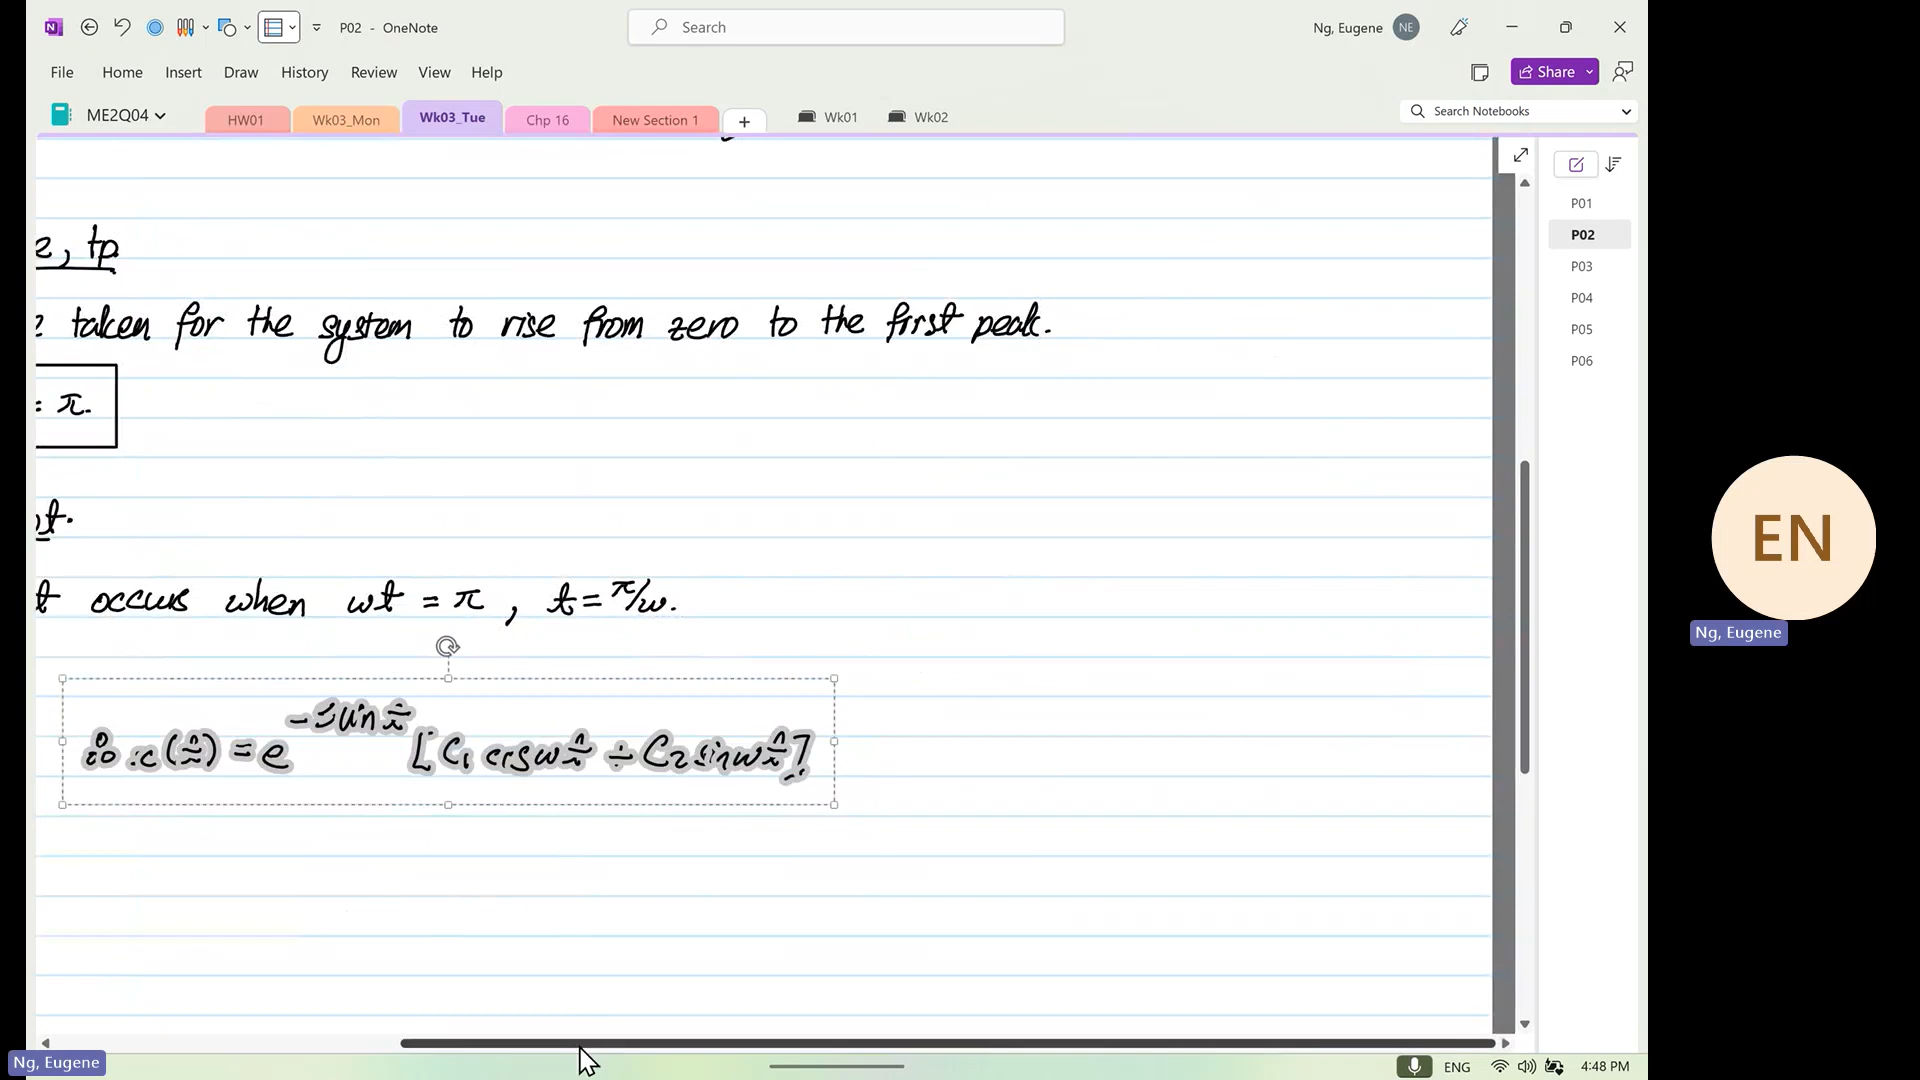 P02 - OneNote
Search
Ng, Eugene
NE
File Home Insert Draw History Review View Help
Share
ME2Q04
HW01 Wk03_Mon Wk03_Tue Chp 16 New Section 1 + Wk01 Wk02
Search Notebooks
P01
P02
P03
P04
P05
P06
e, tp
taken for the system to rise from zero to the first peak.
= π.
ot.
t occurs when ωt = π, t = π/ω.
EN
Ng, Eugene
Ng, Eugene
ENG
4:48 PM